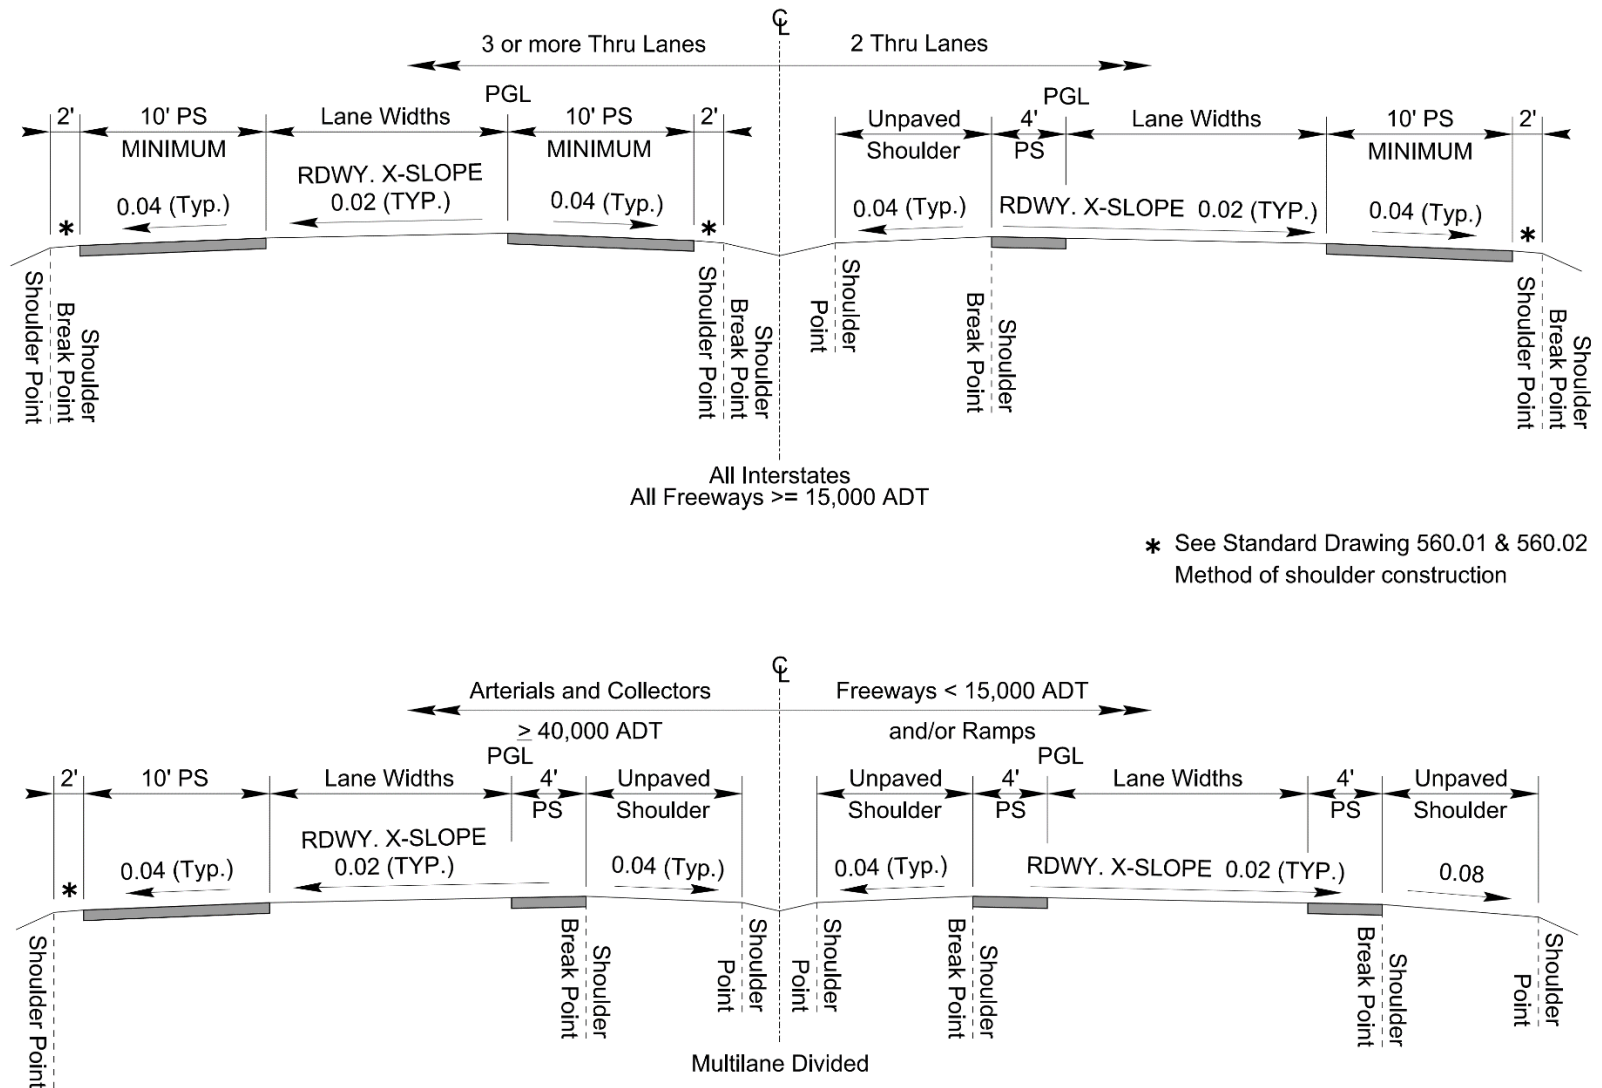 ℄
3 or more Thru Lanes
2 Thru Lanes
PGL
PGL
2'
10' PS
Lane Widths
10' PS
2'
Unpaved
4'
Lane Widths
10' PS
2'
MINIMUM
MINIMUM
Shoulder
PS
MINIMUM
RDWY. X-SLOPE
0.04 (Typ.)
0.02 (TYP.)
0.04 (Typ.)
0.04 (Typ.)
RDWY. X-SLOPE 0.02 (TYP.)
0.04 (Typ.)
*
*
*
Shoulder Point
Shoulder
Break Point
Shoulder Point
Shoulder
Break Point
Shoulder
Point
Shoulder
Break Point
Shoulder Point
Shoulder
Break Point
All Interstates
All Freeways >= 15,000 ADT
* See Standard Drawing 560.01 & 560.02
Method of shoulder construction
℄
Arterials and Collectors
Freeways < 15,000 ADT
≥ 40,000 ADT
and/or Ramps
PGL
PGL
2'
10' PS
Lane Widths
4'
Unpaved
Unpaved
4'
Lane Widths
4'
Unpaved
PS
Shoulder
Shoulder
PS
PS
Shoulder
RDWY. X-SLOPE
0.04 (Typ.)
0.02 (TYP.)
0.04 (Typ.)
0.04 (Typ.)
RDWY. X-SLOPE 0.02 (TYP.)
0.08
*
Shoulder Point
Shoulder
Break Point
Shoulder
Point
Shoulder
Point
Shoulder
Break Point
Shoulder
Break Point
Shoulder
Point
Multilane Divided